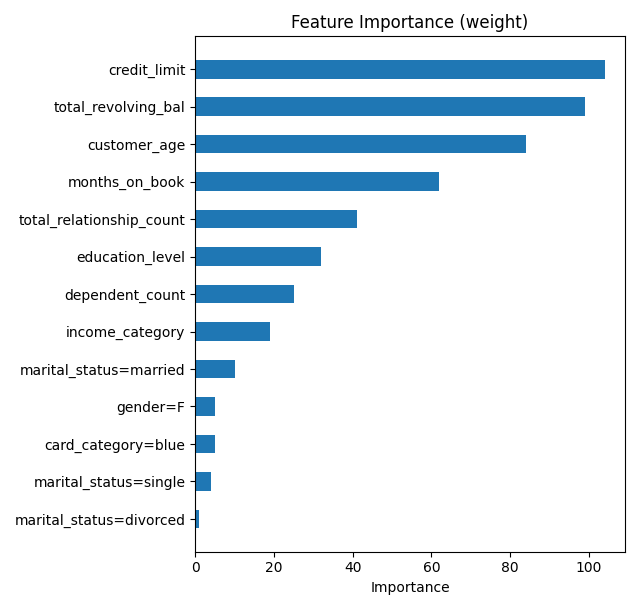 Feature Importance (weight)
credit_limit
total_revolving_bal
customer_age
months_on_book
total_relationship_count
education_level
dependent_count
income_category
marital_status=married
gender=F
card_category=blue
marital_status=single
marital_status=divorced
0 20 40 60 80 100
Importance